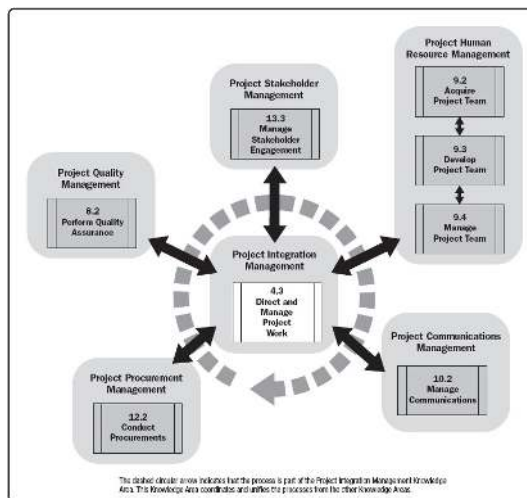 Project Human
Resource Management
9.2
Acquire
Project Team
9.3
Develop
Project Team
9.4
Manage
Project Team
Project Stakeholder
Management
13.3
Manage
Stakeholder
Engagement
Project Quality
Management
8.2
Perform Quality
Assurance
Project Integration
Management
4.3
Direct and
Manage
Project
Work
Project Communications
Management
10.2
Manage
Communications
Project Procurement
Management
12.2
Conduct
Procurements
The dashed circular arrow indicates that the process is part of the Project Integration Management Knowledge
Area. This Knowledge Area coordinates and unifies the processes from the other Knowledge Areas.